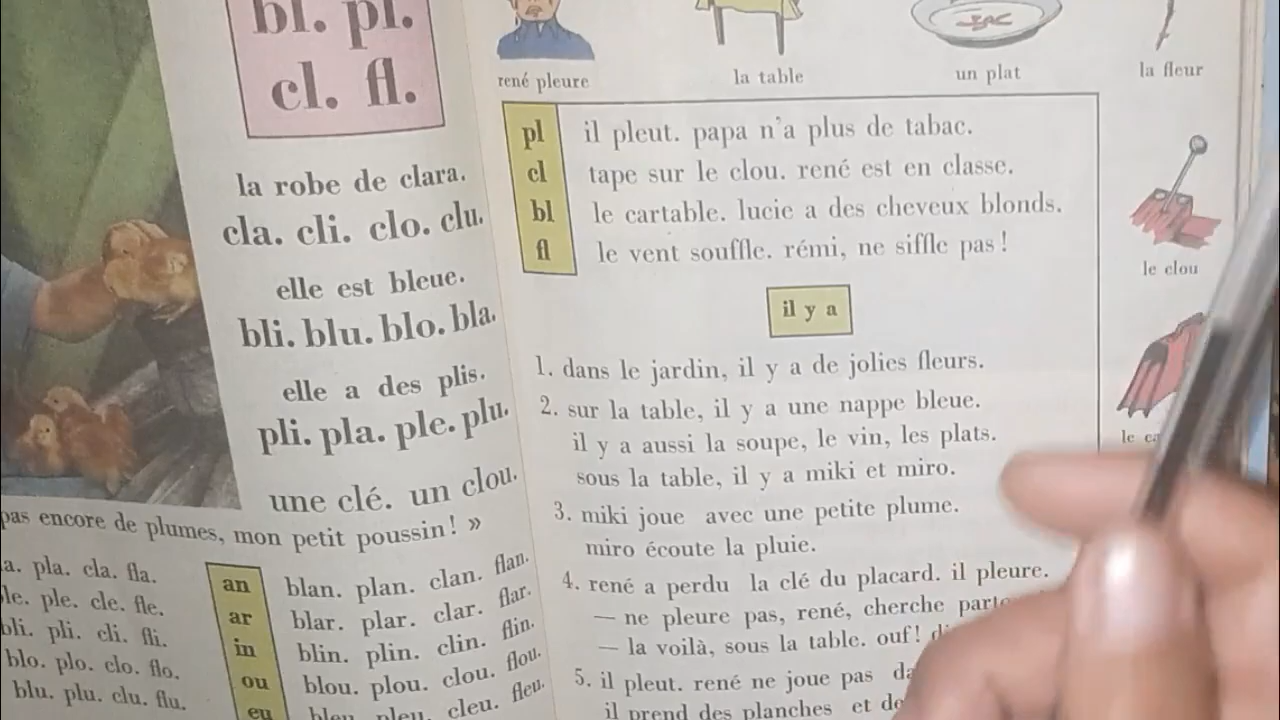 bl. pl.
cl. fl.
la robe de clara.
cla. cli. clo. clu.
elle est bleue.
bli. blu. blo. bla.
elle a des plis.
pli. pla. ple. plu.
une clé. un clou.
pas encore de plumes, mon petit poussin ! »
a. pla. cla. fla.
le. ple. cle. fle.
bli. pli. cli. fli.
blo. plo. clo. flo.
blu. plu. clu. flu.
an blan. plan. clan. flan.
ar blar. plar. clar. flar.
in blin. plin. clin. flin.
ou blou. plou. clou. flou.
eu bleu. pleu. cleu. fleu.
rené pleure
la table
un plat
la fleur
pl il pleut. papa n'a plus de tabac.
cl tape sur le clou. rené est en classe.
bl le cartable. lucie a des cheveux blonds.
fl le vent souffle. rémi, ne siffle pas !
le clou
il y a
1. dans le jardin, il y a de jolies fleurs.
2. sur la table, il y a une nappe bleue.
il y a aussi la soupe, le vin, les plats.
sous la table, il y a miki et miro.
3. miki joue avec une petite plume.
miro écoute la pluie.
4. rené a perdu la clé du placard. il pleure.
— ne pleure pas, rené, cherche
— la voilà, sous la table. ouf !
5. il pleut. rené ne joue pas
il prend des planches et
le